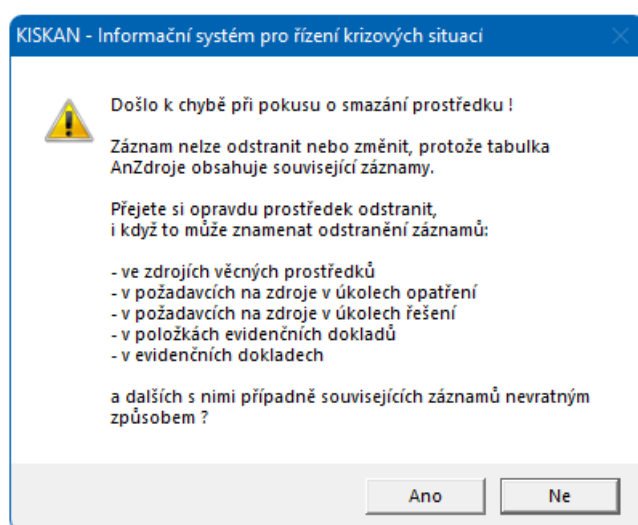 KISKAN - Informační systém pro řízení krizových situací
Došlo k chybě při pokusu o smazání prostředku !
Záznam nelze odstranit nebo změnit, protože tabulka
AnZdroje obsahuje související záznamy.
Přejete si opravdu prostředek odstranit,
i když to může znamenat odstranění záznamů:
- ve zdrojích věcných prostředků
- v požadavcích na zdroje v úkolech opatření
- v požadavcích na zdroje v úkolech řešení
- v položkách evidenčních dokladů
- v evidenčních dokladech
a dalších s nimi případně souvisejících záznamů nevratným
způsobem ?
Ano
Ne